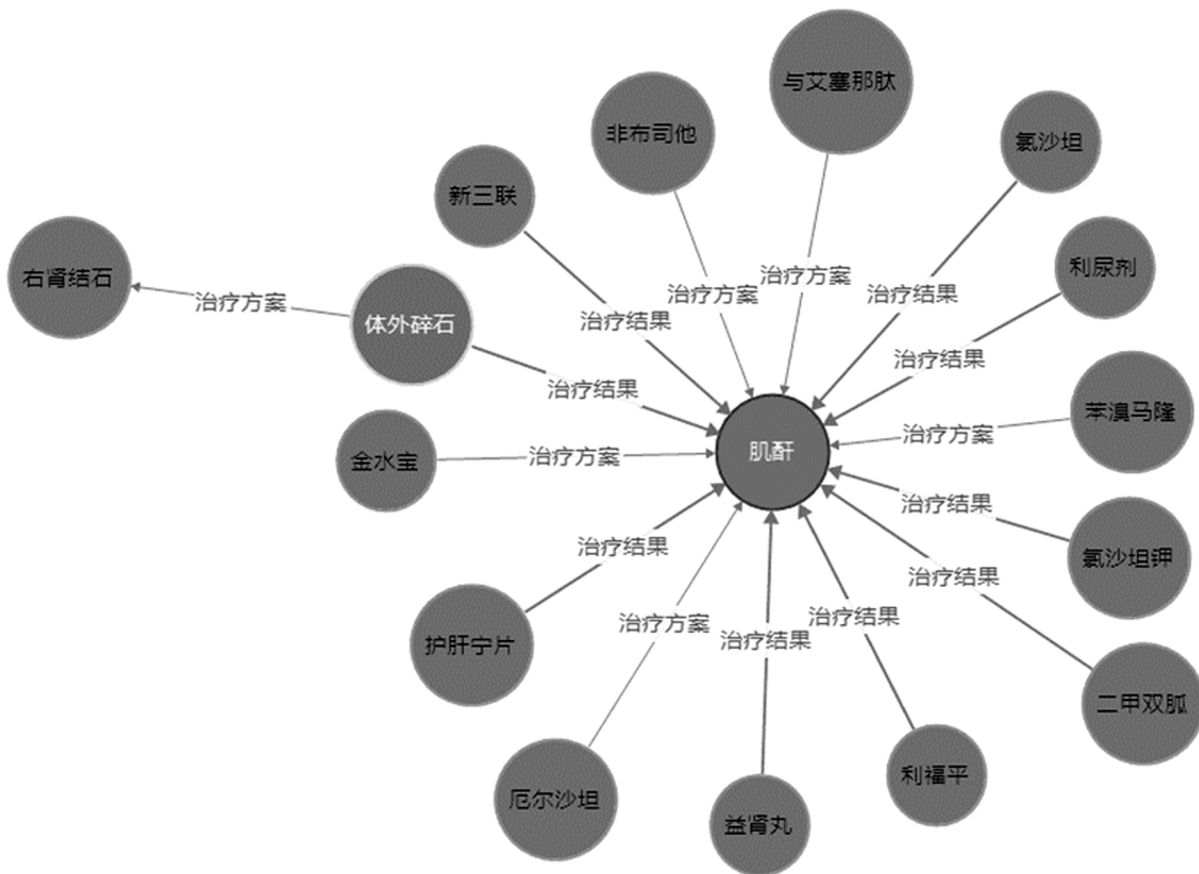 与艾塞那肽
非布司他
氯沙坦
新三联
利尿剂
右肾结石
治疗方案
体外碎石
治疗方案
治疗方案
治疗结果
治疗结果
治疗结果
治疗结果
苯溴马隆
治疗方案
金水宝
治疗方案
肌酐
治疗结果
氯沙坦钾
治疗结果
治疗结果
护肝宁片
治疗方案
治疗结果
治疗结果
二甲双胍
利福平
厄尔沙坦
益肾丸